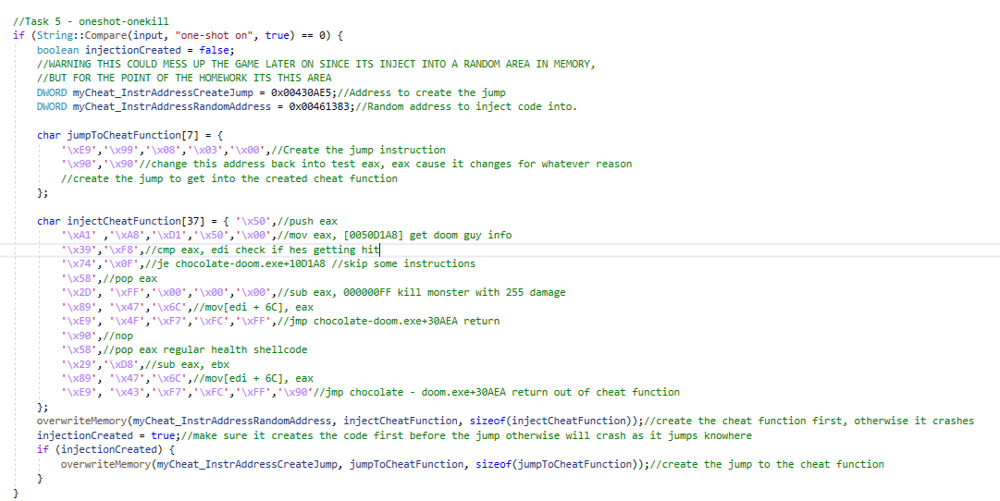 //Task 5 - oneshot-onekill
if (String::Compare(input, "one-shot on", true) == 0) {
boolean injectionCreated = false;
//WARNING THIS COULD MESS UP THE GAME LATER ON SINCE ITS INJECT INTO A RANDOM AREA IN MEMORY,
//BUT FOR THE POINT OF THE HOMEWORK ITS THIS AREA
DWORD myCheat_InstrAddressCreateJump = 0x00430AE5;//Address to create the jump
DWORD myCheat_InstrAddressRandomAddress = 0x00461383;//Random address to inject code into.
char jumpToCheatFunction[7] = {
'\xE9','\x99','\x08','\x03','\x00',//Create the jump instruction
'\x90','\x90'//change this address back into test eax, eax cause it changes for whatever reason
//create the jump to get into the created cheat function
};
char injectCheatFunction[37] = { '\x50',//push eax
'\xA1' ,'\xA8','\xD1','\x50','\x00',//mov eax, [0050D1A8] get doom guy info
'\x39','\xF8',//cmp eax, edi check if hes getting hit
'\x74','\x0F',//je chocolate-doom.exe+10D1A8 //skip some instructions
'\x58',//pop eax
'\x2D', '\xFF','\x00','\x00','\x00',//sub eax, 000000FF kill monster with 255 damage
'\x89', '\x47','\x6C',//mov[edi + 6C], eax
'\xE9', '\x4F','\xF7','\xFC','\xFF',//jmp chocolate-doom.exe+30AEA return
'\x90',//nop
'\x58',//pop eax regular health shellcode
'\x29','\xD8',//sub eax, ebx
'\x89', '\x47','\x6C',//mov[edi + 6C], eax
'\xE9', '\x43','\xF7','\xFC','\xFF','\x90'//jmp chocolate - doom.exe+30AEA return out of cheat function
};
overwriteMemory(myCheat_InstrAddressRandomAddress, injectCheatFunction, sizeof(injectCheatFunction));//create the cheat function first, otherwise it crashes
injectionCreated = true;//make sure it creates the code first before the jump otherwise will crash as it jumps knowhere
if (injectionCreated) {
overwriteMemory(myCheat_InstrAddressCreateJump, jumpToCheatFunction, sizeof(jumpToCheatFunction));//create the jump to the cheat function
}
}